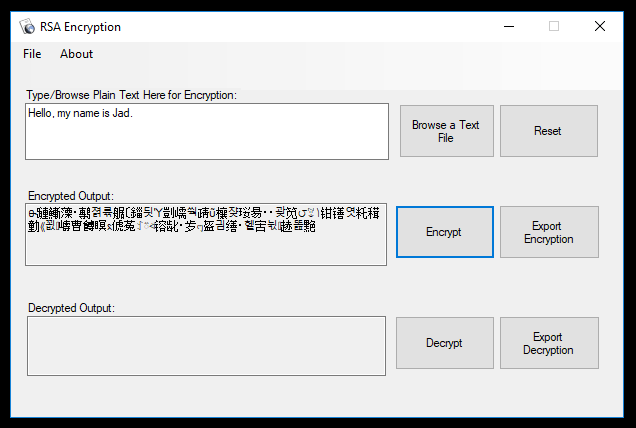 RSA Encryption
File About
Type/Browse Plain Text Here for Encryption:
Hello, my name is Jad.
Browse a Text
File
Reset
Encrypted Output:
Encrypt
Export
Encryption
Decrypted Output:
Decrypt
Export
Decryption